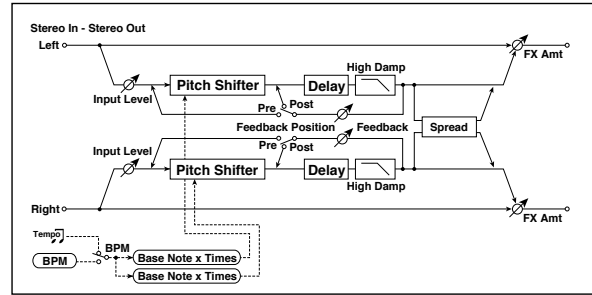 Stereo In - Stereo Out
Left
FX Amt
High Damp
Pitch Shifter
Delay
Input Level
Pre
Post
Feedback Position
Feedback
Spread
Pre
Post
Input Level
Pitch Shifter
Delay
High Damp
Right
FX Amt
Tempo
BPM
BPM
Base Note x Times
Base Note x Times